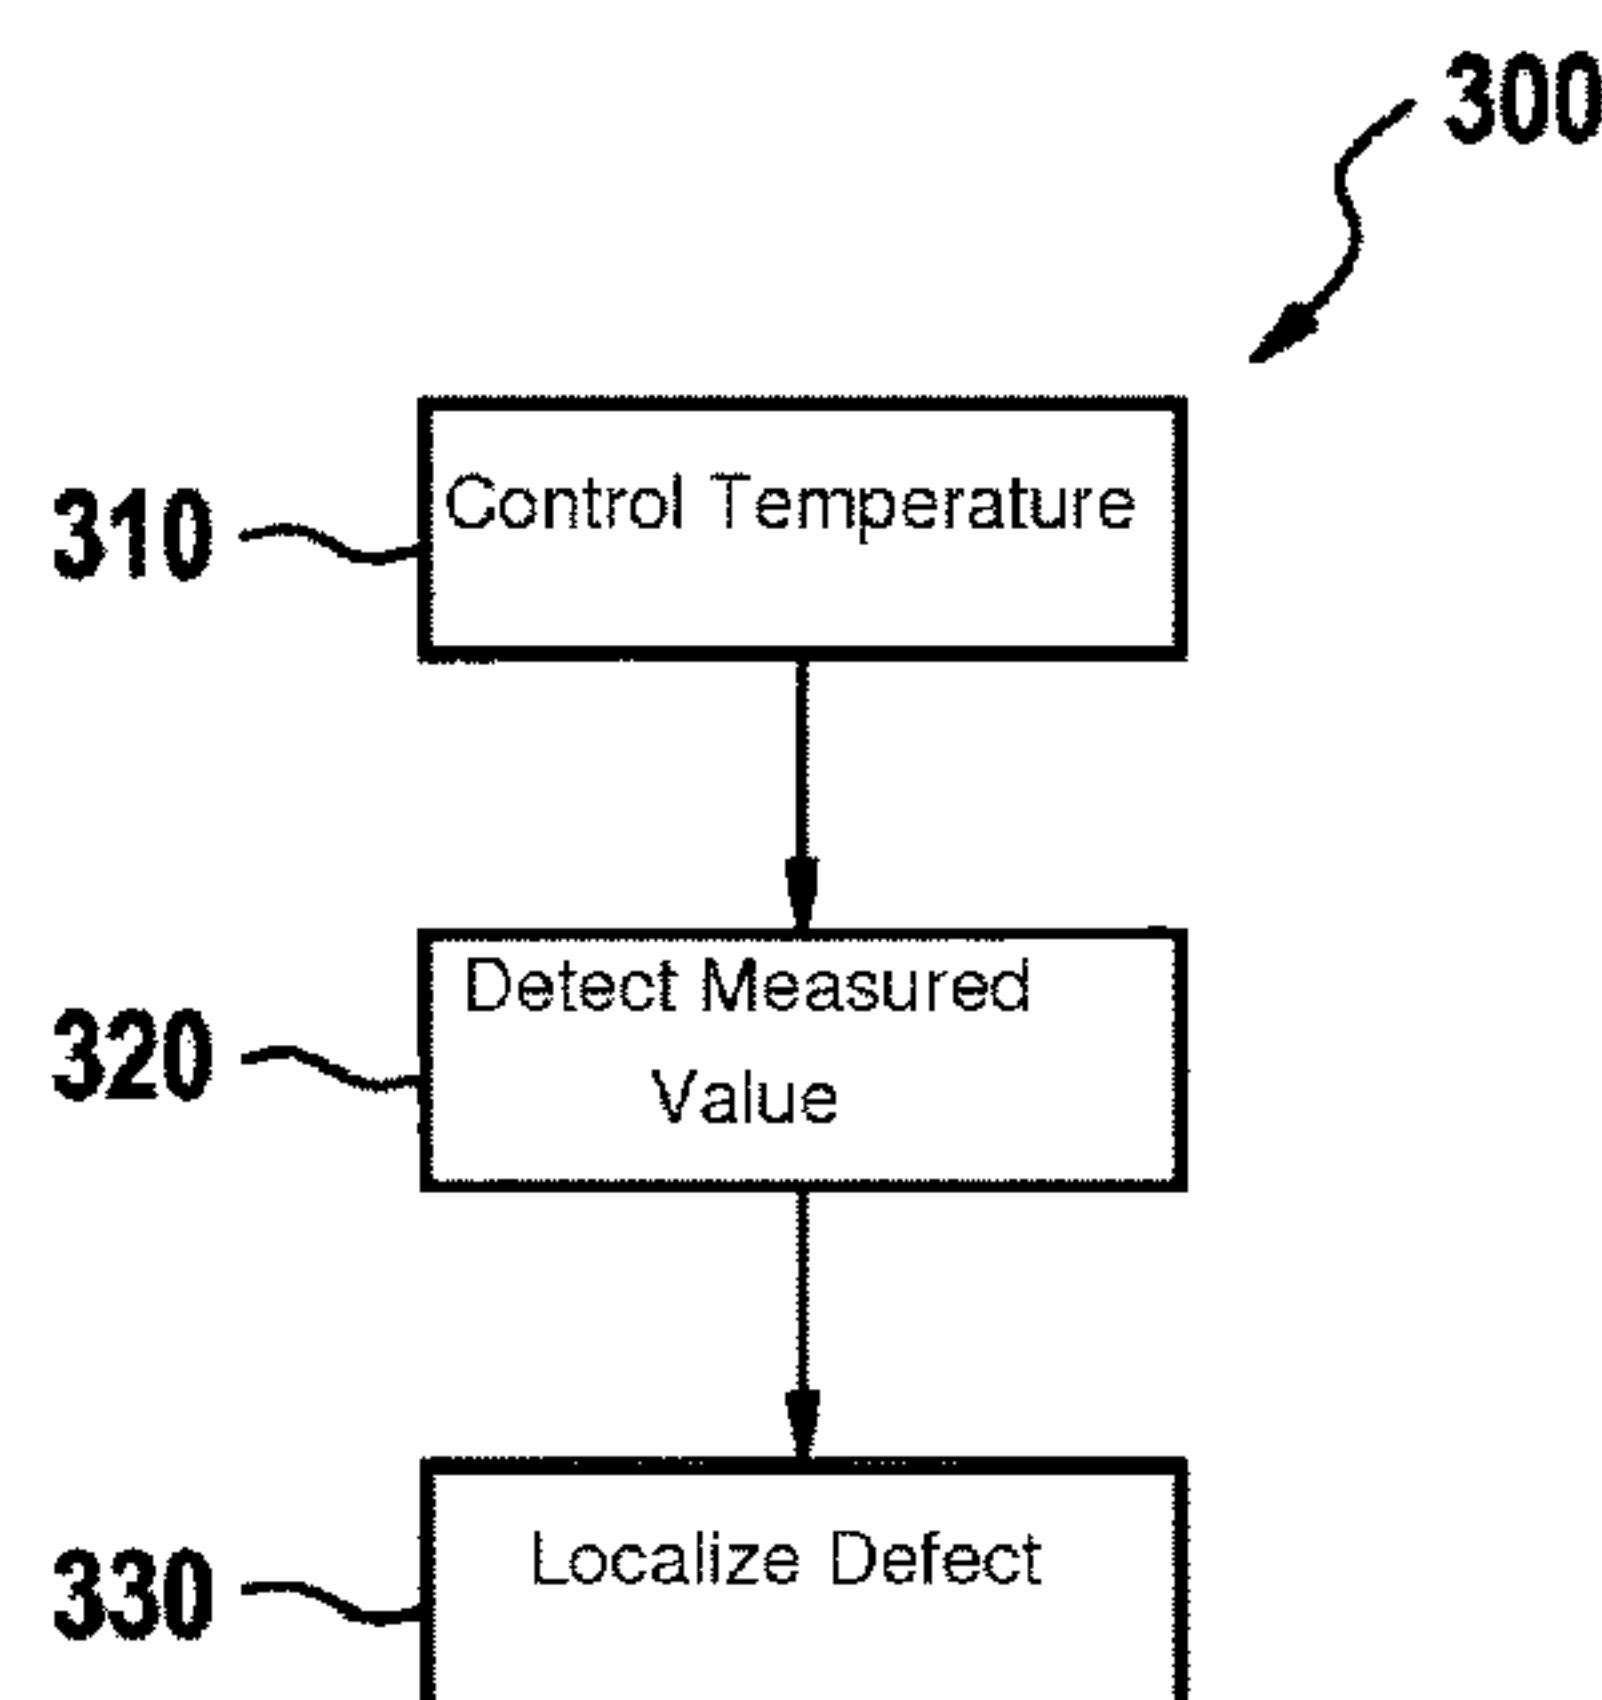 300
310
Control Temperature
320
Detect Measured
Value
330
Localize Defect